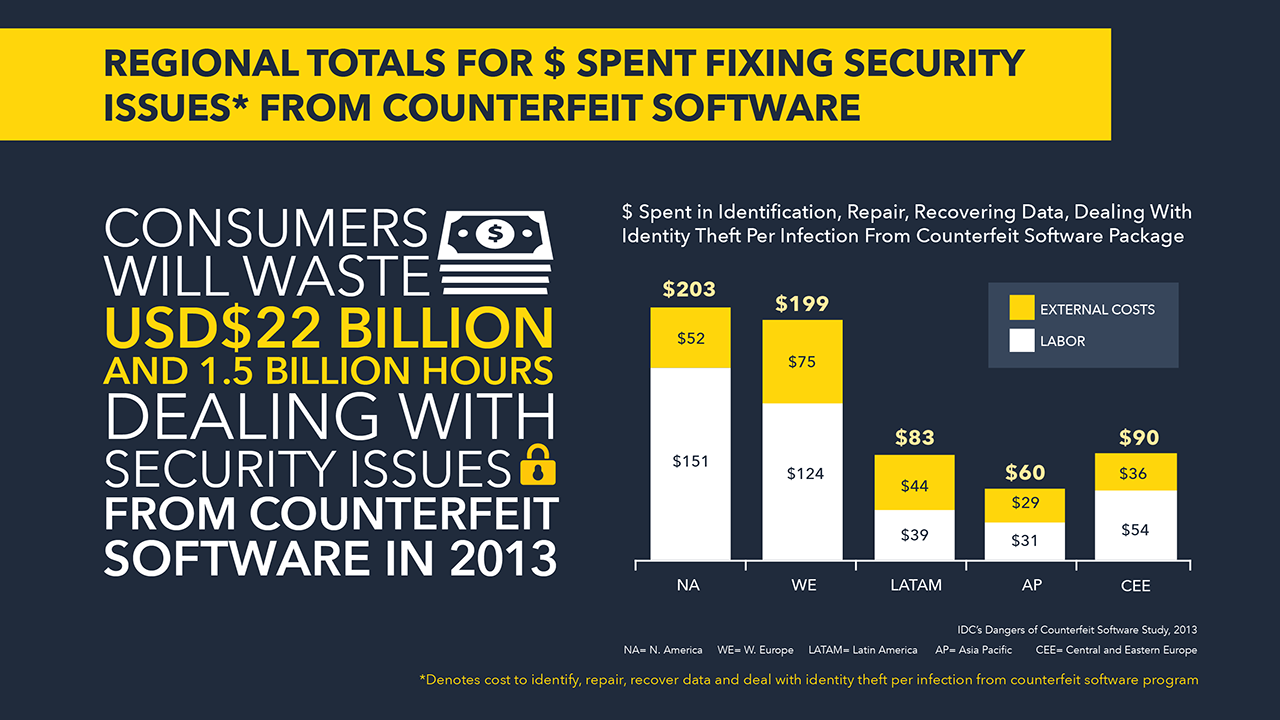 REGIONAL TOTALS FOR $ SPENT FIXING SECURITY
ISSUES* FROM COUNTERFEIT SOFTWARE
CONSUMERS
WILL WASTE
$
USD$22 BILLION
AND 1.5 BILLION HOURS
DEALING WITH
SECURITY ISSUES
FROM COUNTERFEIT
SOFTWARE IN 2013
$ Spent in Identification, Repair, Recovering Data, Dealing With
Identity Theft Per Infection From Counterfeit Software Package
EXTERNAL COSTS
LABOR
$203
$52
$151
$199
$75
$124
$83
$44
$39
$60
$29
$31
$90
$36
$54
NA WE LATAM AP CEE
IDC's Dangers of Counterfeit Software Study, 2013
NA= N. America WE= W. Europe LATAM= Latin America AP= Asia Pacific CEE= Central and Eastern Europe
*Denotes cost to identify, repair, recover data and deal with identity theft per infection from counterfeit software program